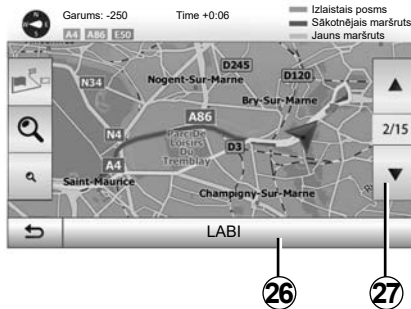 Garums: -250 Time +0:06
A4 A86 E50
Izlaistais posms
Sākotnējais maršruts
Jauns maršruts
D245
N34
Nogent-Sur-Marne
D120
Bry-Sur-Marne
A86
2/15
N4
Parc De
Loisirs
Du
Tremblay
D3
A4
Saint-Maurice
Champigny-Sur-Marne
LABI
26 27